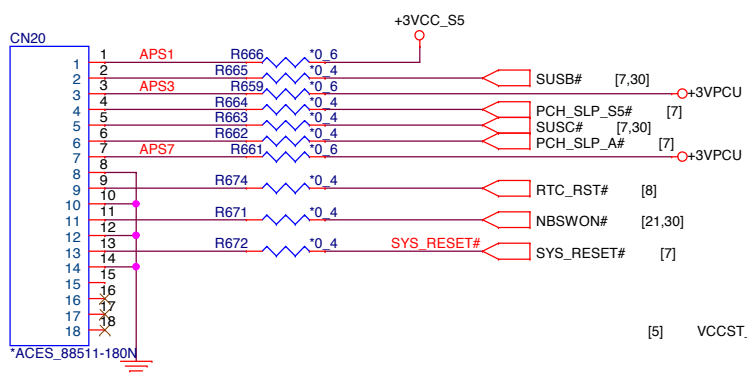 +3VCC_S5
CN20
1 APS1 R666 *0_6
1
2 R665 *0_4
2 SUSB# [7,30]
3 APS3 R659 *0_6
3 +3VPCU
4 R664 *0_4
4 PCH_SLP_S5# [7]
5 R663 *0_4
5 SUSC# [7,30]
6 R662 *0_4
6 PCH_SLP_A# [7]
7 APS7 R661 *0_6
7 +3VPCU
8
8
9 R674 *0_4
9 RTC_RST# [8]
10
10
11 R671 *0_4
11 NBSWON# [21,30]
12
12
13 R672 *0_4 SYS_RESET#
13 SYS_RESET# [7]
14
14
15
15
16
16
17
17
18
18
[5] VCCST_
*ACES_88511-180N